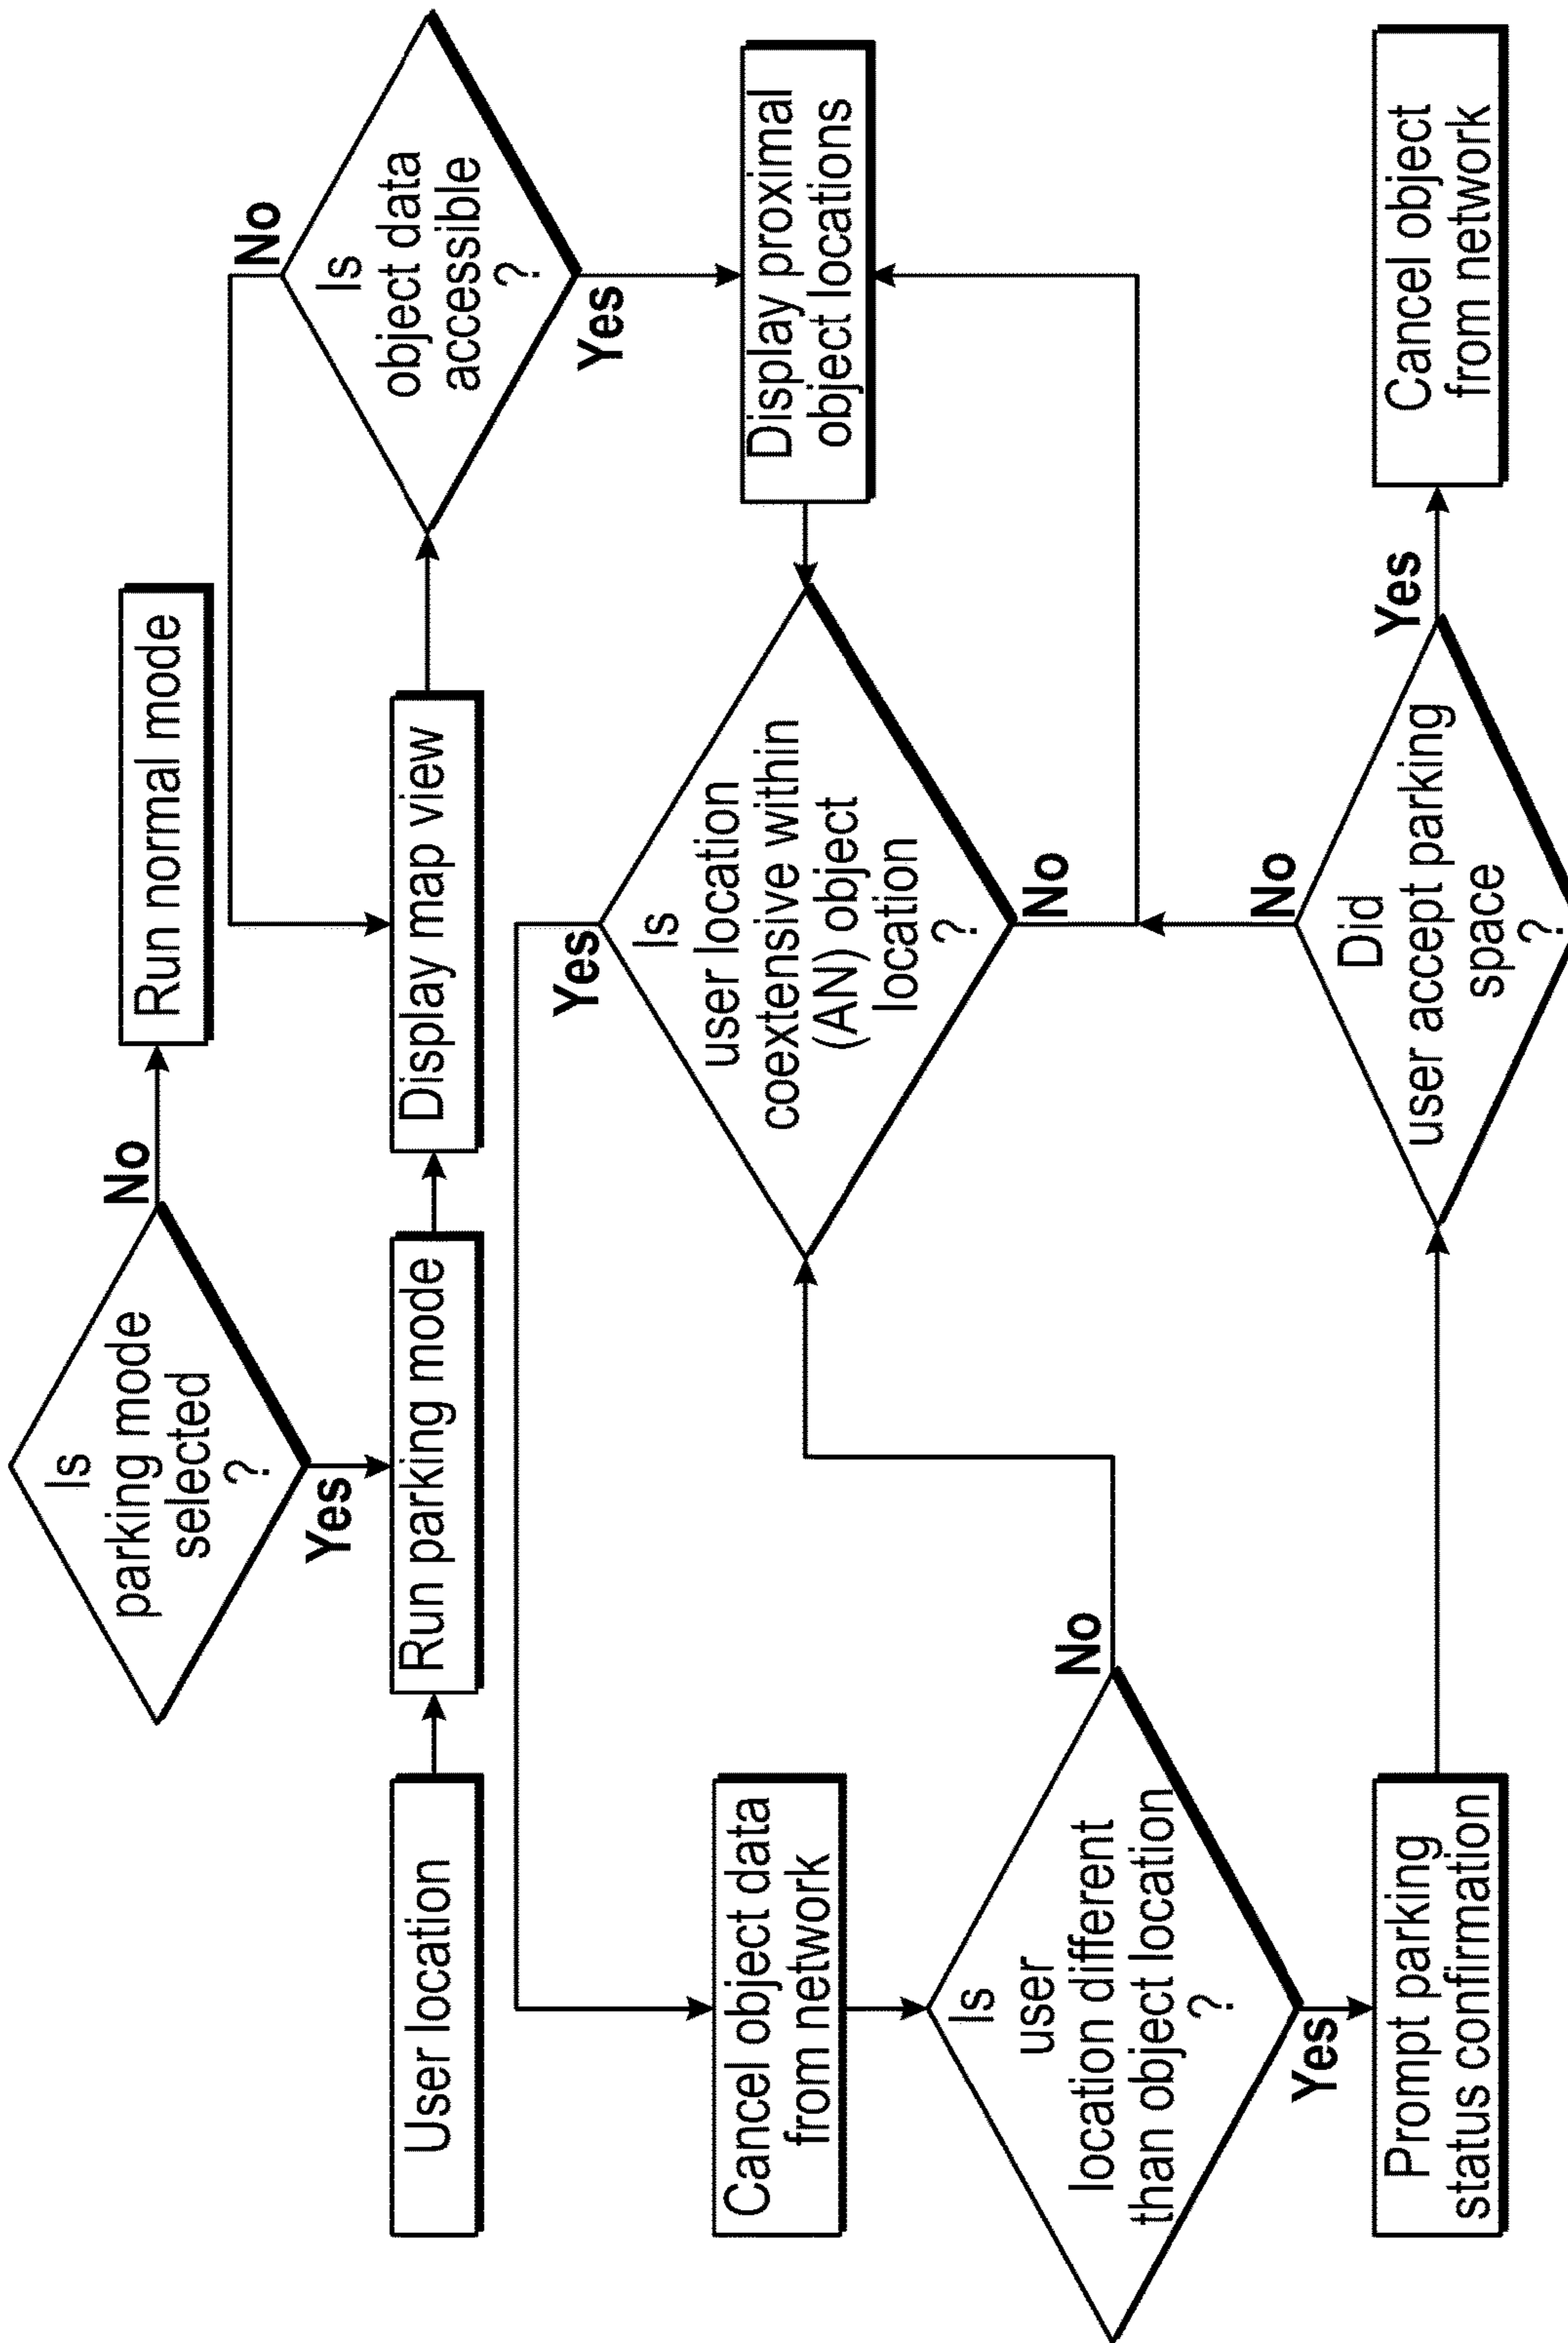 Is
parking mode
selected
?
No
Run normal mode
Yes
User location
Run parking mode
Display map view
Is
object data
accessible
?
No
Yes
Display proximal
object locations
Is
user location
coextensive within
(AN) object
location
?
Yes
No
Cancel object data
from network
Is
user
location different
than object location
?
No
Yes
Prompt parking
status confirmation
Did
user accept parking
space
?
No
Yes
Cancel object
from network